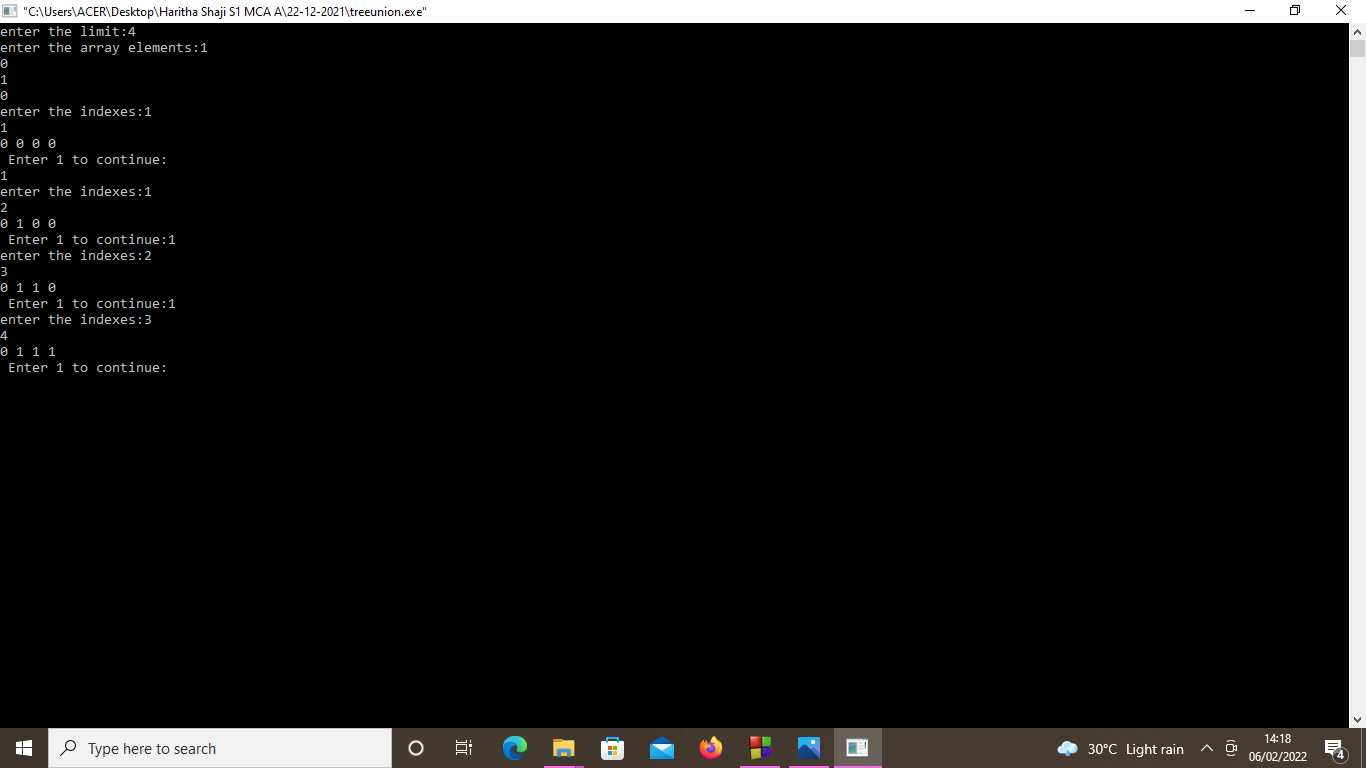 "C:\Users\ACER\Desktop\Haritha Shaji S1 MCA A\22-12-2021\treeunion.exe"
enter the limit:4
enter the array elements:1
0
1
0
enter the indexes:1
1
0 0 0 0
 Enter 1 to continue:
1
enter the indexes:1
2
0 1 0 0
 Enter 1 to continue:1
enter the indexes:2
3
0 1 1 0
 Enter 1 to continue:1
enter the indexes:3
4
0 1 1 1
 Enter 1 to continue:
Type here to search
30°C Light rain
14:18
06/02/2022
4